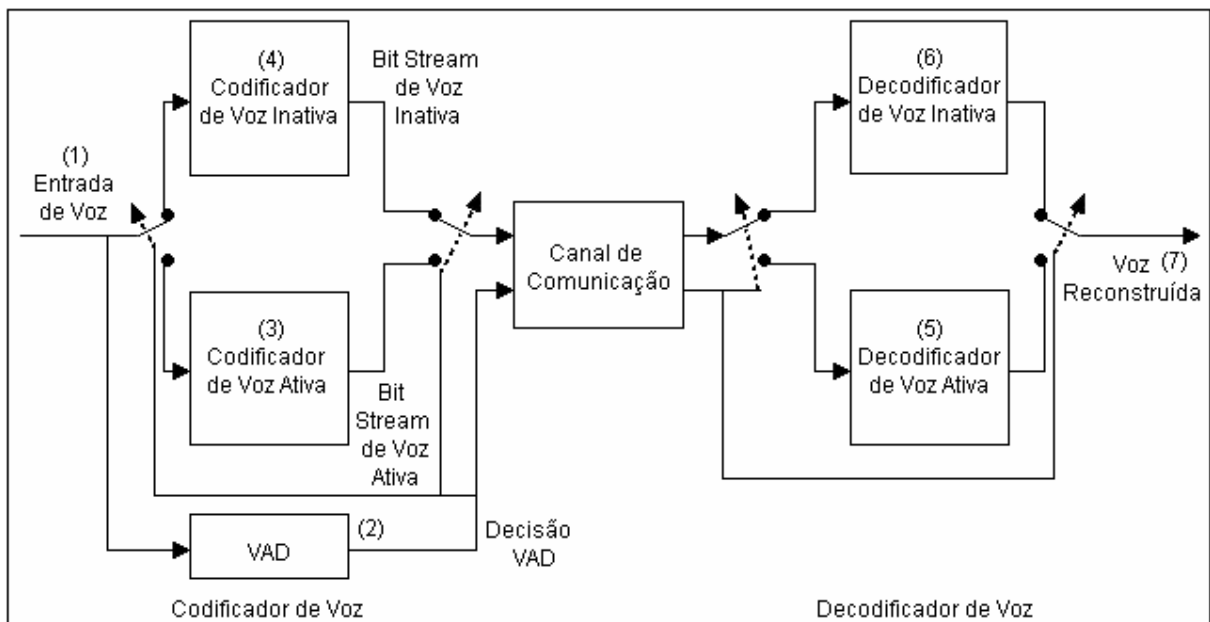 (4)
Codificador
de Voz Inativa
Bit Stream
de Voz
Inativa
(6)
Decodificador
de Voz Inativa
(1)
Entrada
de Voz
Canal de
Comunicação
Voz (7)
Reconstruída
(3)
Codificador
de Voz Ativa
Bit
Stream
de Voz
Ativa
(5)
Decodificador
de Voz Ativa
VAD
(2)
Decisão
VAD
Codificador de Voz
Decodificador de Voz